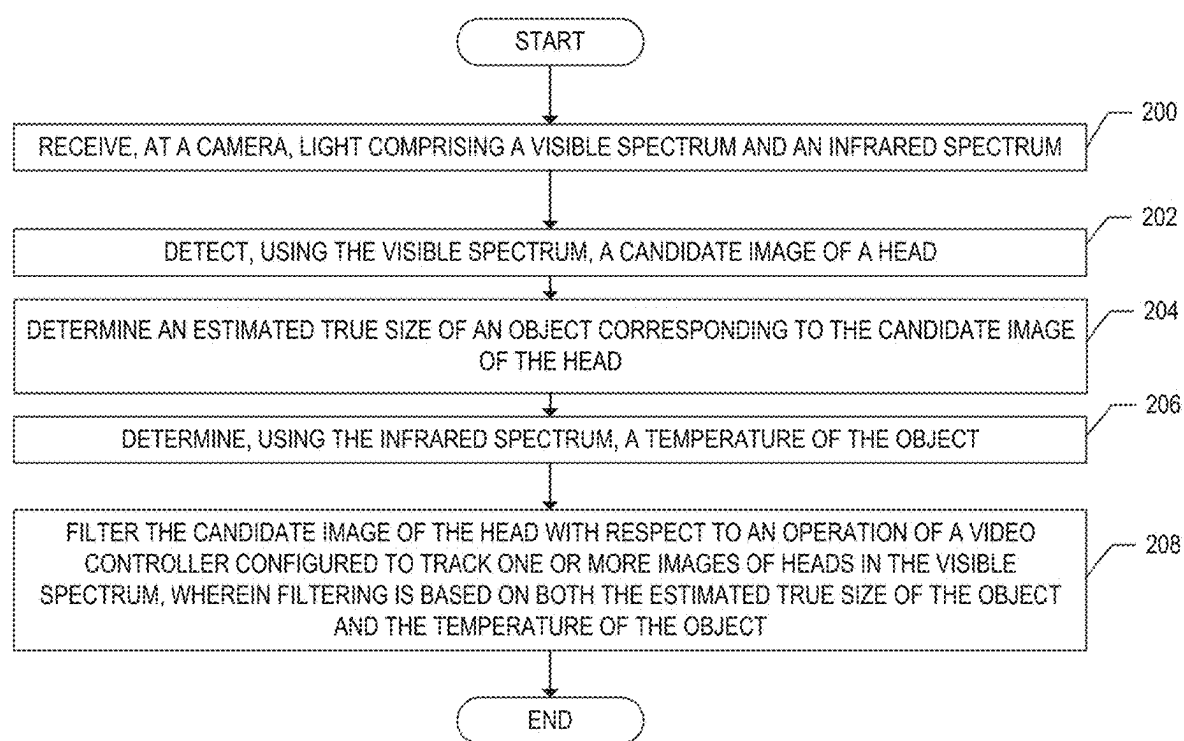 START
200
RECEIVE, AT A CAMERA, LIGHT COMPRISING A VISIBLE SPECTRUM AND AN INFRARED SPECTRUM
202
DETECT, USING THE VISIBLE SPECTRUM, A CANDIDATE IMAGE OF A HEAD
204
DETERMINE AN ESTIMATED TRUE SIZE OF AN OBJECT CORRESPONDING TO THE CANDIDATE IMAGE
OF THE HEAD
206
DETERMINE, USING THE INFRARED SPECTRUM, A TEMPERATURE OF THE OBJECT
208
FILTER THE CANDIDATE IMAGE OF THE HEAD WITH RESPECT TO AN OPERATION OF A VIDEO
CONTROLLER CONFIGURED TO TRACK ONE OR MORE IMAGES OF HEADS IN THE VISIBLE
SPECTRUM, WHEREIN FILTERING IS BASED ON BOTH THE ESTIMATED TRUE SIZE OF THE OBJECT
AND THE TEMPERATURE OF THE OBJECT
END